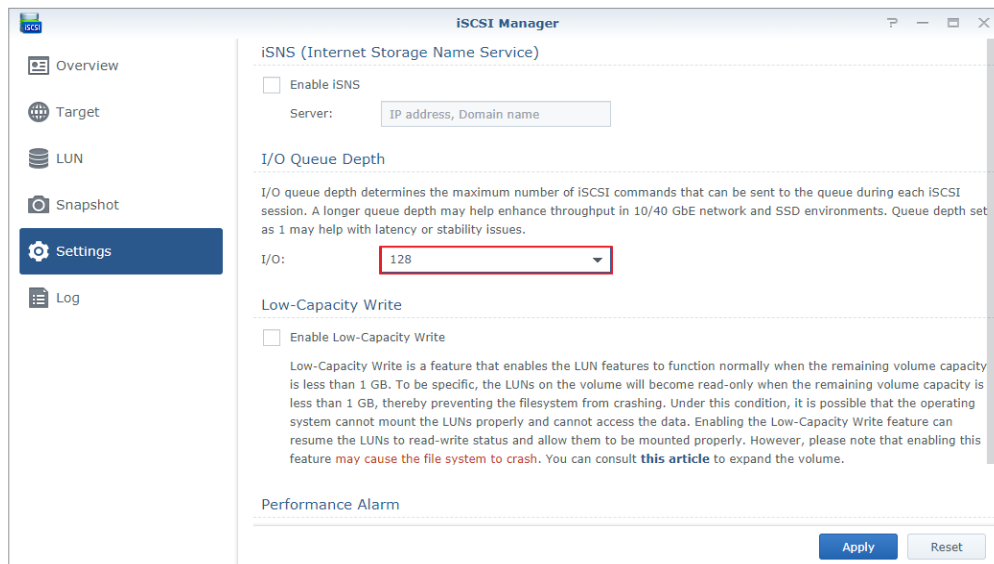 iSCSI
iSCSI Manager
Overview
Target
LUN
Snapshot
Settings
Log
iSNS (Internet Storage Name Service)
Enable iSNS
Server:
IP address, Domain name
I/O Queue Depth
I/O queue depth determines the maximum number of iSCSI commands that can be sent to the queue during each iSCSI
session. A longer queue depth may help enhance throughput in 10/40 GbE network and SSD environments. Queue depth set
as 1 may help with latency or stability issues.
I/O:
128
Low-Capacity Write
Enable Low-Capacity Write
Low-Capacity Write is a feature that enables the LUN features to function normally when the remaining volume capacity
is less than 1 GB. To be specific, the LUNs on the volume will become read-only when the remaining volume capacity is
less than 1 GB, thereby preventing the filesystem from crashing. Under this condition, it is possible that the operating
system cannot mount the LUNs properly and cannot access the data. Enabling the Low-Capacity Write feature can
resume the LUNs to read-write status and allow them to be mounted properly. However, please note that enabling this
feature may cause the file system to crash. You can consult this article to expand the volume.
Performance Alarm
Apply
Reset